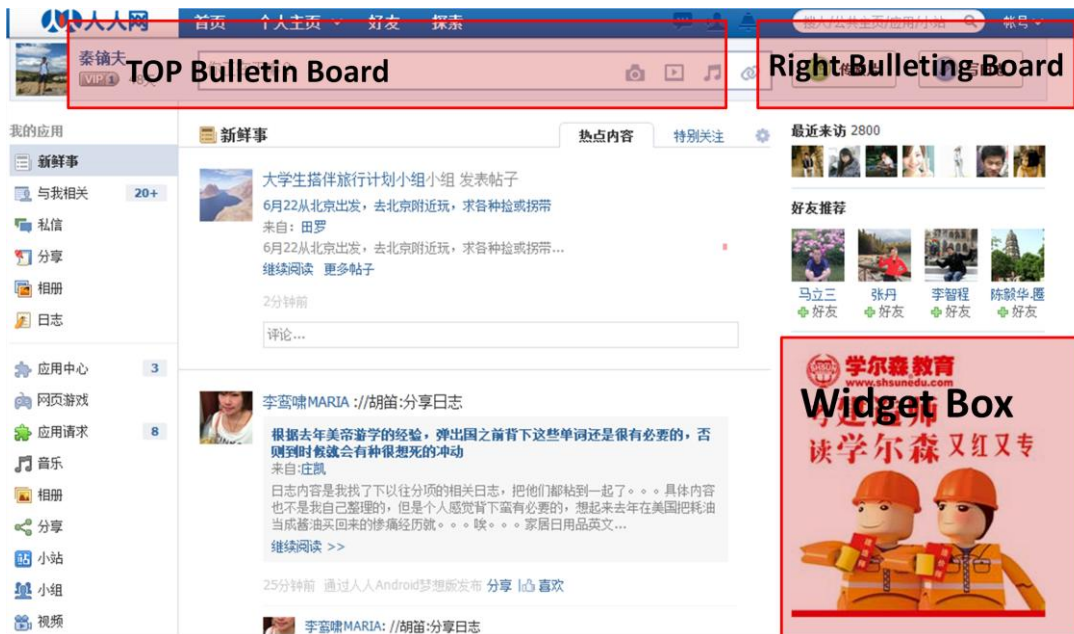 人人网 首页 个人主页 好友 探索
搜人/公共主页/应用/小站 帐号
秦镝夫
VIP 1
TOP Bulletin Board
Right Bulleting Board
我的应用
新鲜事
与我相关 20+
私信
分享
相册
日志
应用中心 3
网页游戏
应用请求 8
音乐
相册
分享
小站
小组
视频
新鲜事 热点内容 特别关注
大学生搭伴旅行计划小组小组 发表帖子
6月22从北京出发，去北京附近玩，求各种捡或拐带
来自：田罗
6月22从北京出发，去北京附近玩，求各种捡或拐带...
继续阅读 更多帖子
2分钟前
评论...
李蛮啸MARIA ://胡笛:分享日志
根据去年美帝游学的经验，弹出国之前背下这些单词还是很有必要的，否
则到时候就会有种很想死的冲动
来自:庄凯
日志内容是我找了下以往分项的相关日志，把他们都粘到一起了。。。具体内容
也不是我自己整理的，但是个人感觉背下蛮有必要的，想起来去年在美国把耗油
当成酱油买回来的惨痛经历就。。。唉。。。家居日用品英文...
继续阅读 >>
25分钟前 通过人人Android梦想版发布 分享 喜欢
李蛮啸MARIA: //胡笛:分享日志
最近来访 2800
好友推荐
马立三 张丹 李智程 陈毅华.圈
好友 好友 好友 好友
学尔森教育
www.shsunedu.com
Widget Box
读学尔森又红又专